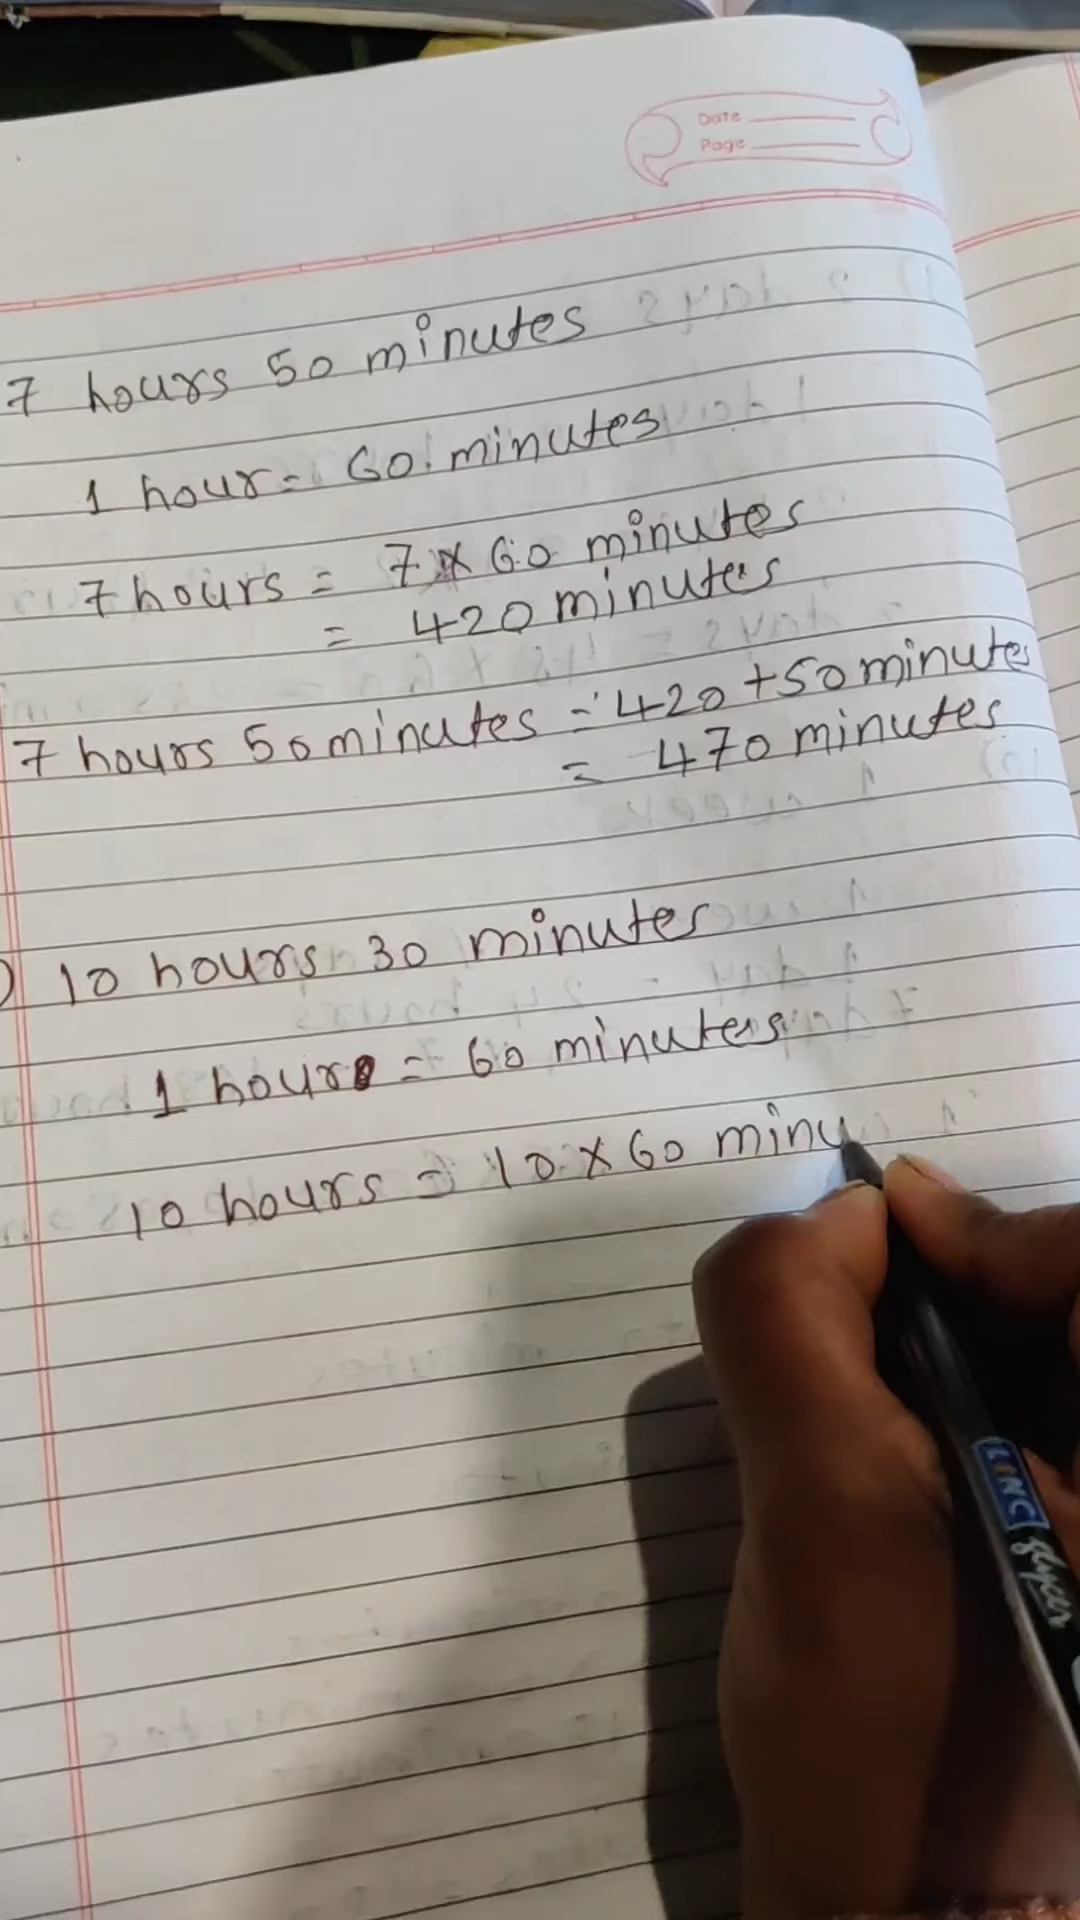 Date
Page
7 hours 50 minutes
1 hour = 60 minutes
7 hours = 7 × 60 minutes
= 420 minutes
7 hours 50 minutes = 420 + 50 minutes
= 470 minutes
) 10 hours 30 minutes
1 hour = 60 minutes
10 hours = 10 × 60 minu
LINC glycer